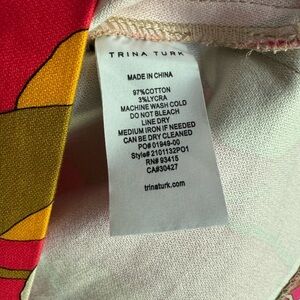 TRINA TURK
MADE IN CHINA
97%COTTON
3%LYCRA
MACHINE WASH COLD
DO NOT BLEACH
LINE DRY
MEDIUM IRON IF NEEDED
CAN BE DRY CLEANED
PO# 01949-00
Style# 2101132PO1
RN# 93415
CA#30427
trinaturk.com